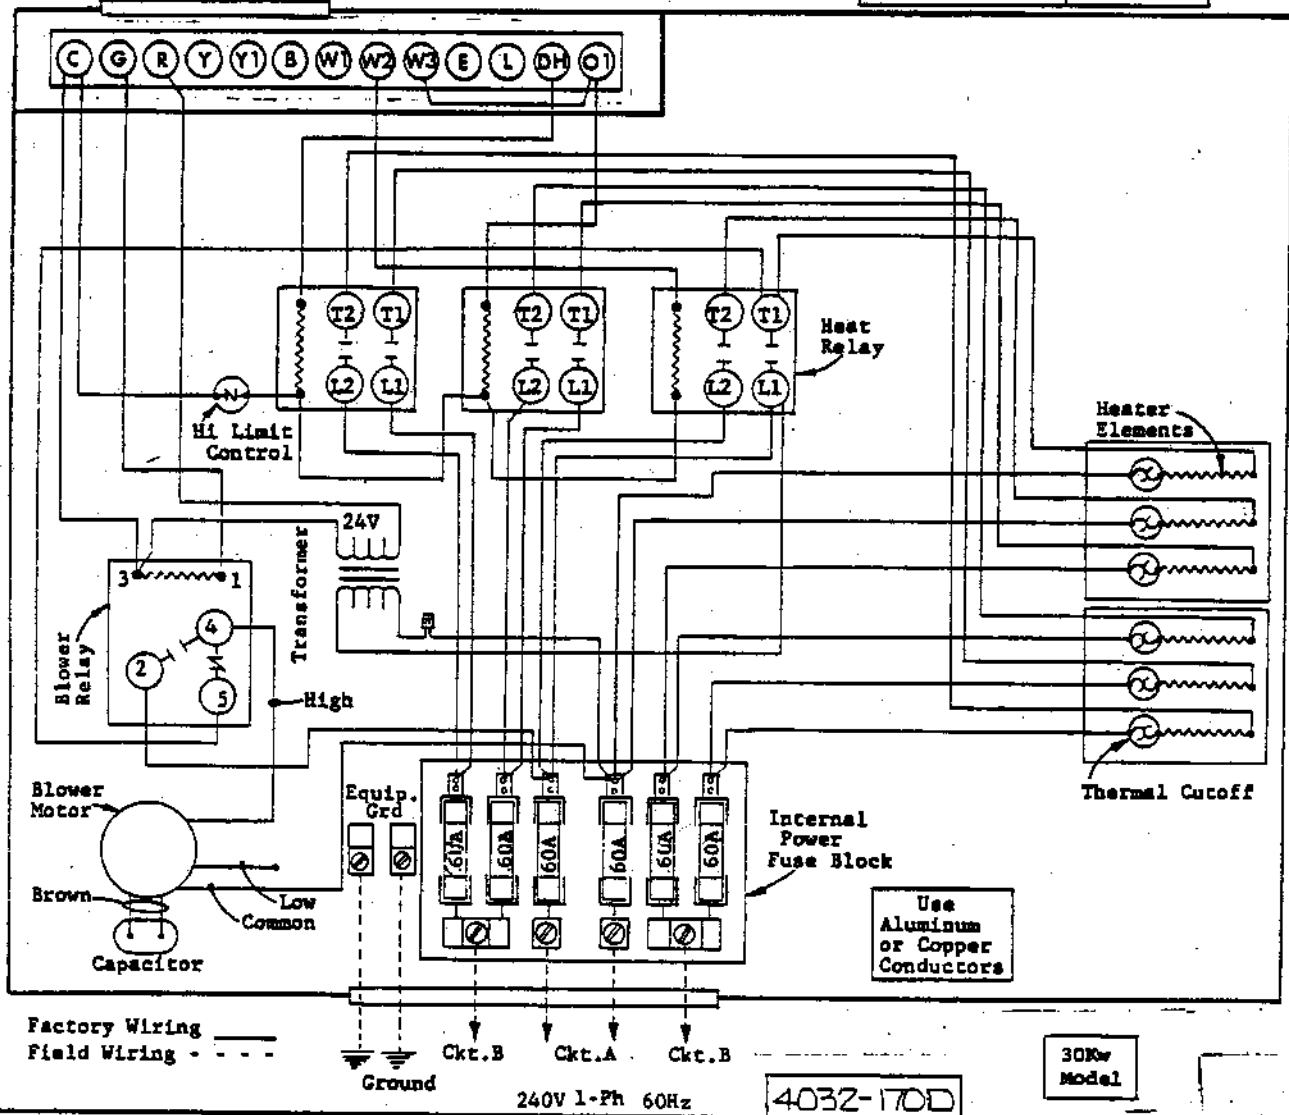 C G R Y Y1 B W1 W2 W3 E L DH O1
T2 T1 T2 T1 T2 T1
L2 L1 L2 L1 L2 L1
Heat
Relay
N
Hi Limit
Control
Heater
Elements
24V
Transformer
3 1
4
2
5
Blower
Relay
High
Thermal Cutoff
Blower
Motor
Equip.
Grd
60A 60A 60A 60A 60A 60A
Internal
Power
Fuse Block
Brown
Low
Common
Capacitor
Use
Aluminum
or Copper
Conductors
Factory Wiring
Field Wiring - - - -
Ground
Ckt.B Ckt.A Ckt.B
240V 1-Ph 60Hz
4032-170D
30Kw
Model